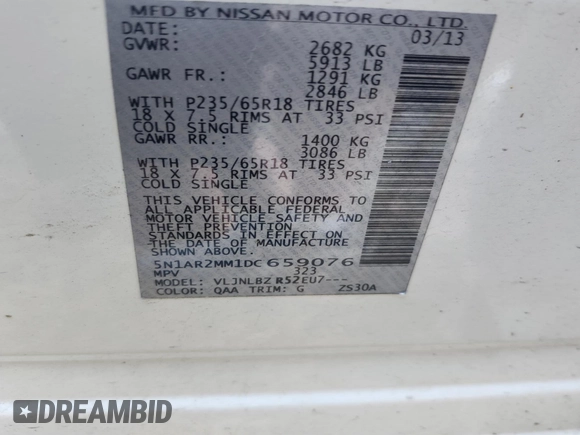 MFD BY NISSAN MOTOR CO., LTD.
DATE: 03/13
GVWR: 2682 KG
5913 LB
GAWR FR.: 1291 KG
2846 LB
WITH P235/65R18 TIRES
18 X 7.5 RIMS AT 33 PSI
COLD SINGLE
GAWR RR.: 1400 KG
3086 LB
WITH P235/65R18 TIRES
18 X 7.5 RIMS AT 33 PSI
COLD SINGLE
THIS VEHICLE CONFORMS TO
ALL APPLICABLE FEDERAL
MOTOR VEHICLE SAFETY AND
THEFT PREVENTION
STANDARDS IN EFFECT ON
THE DATE OF MANUFACTURE
SHOWN ABOVE.
5N1AR2MM1DC659076
MPV 323
MODEL: VLJNLBZ R52EU7---
COLOR: QAA TRIM: G ZS30A
DREAMBID